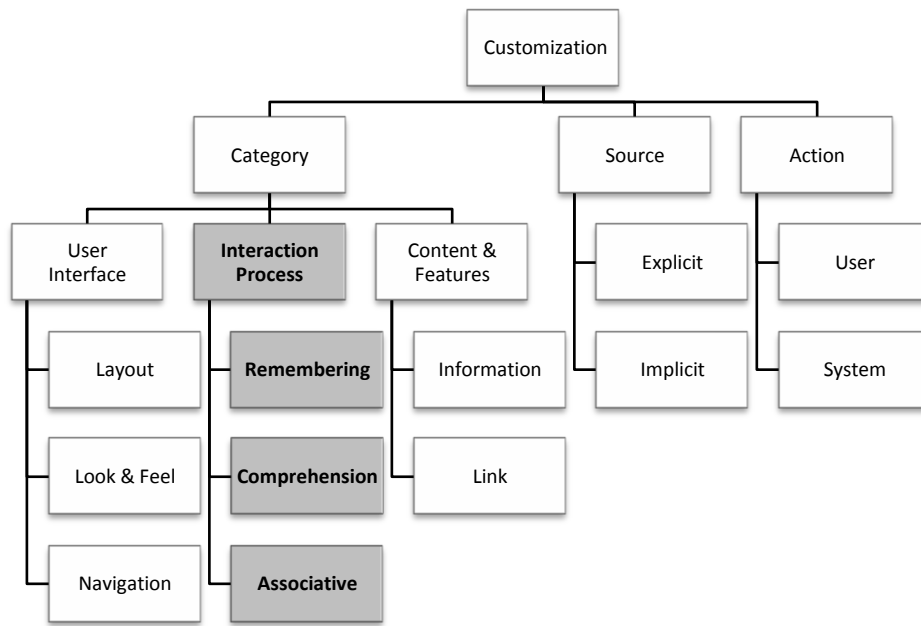 Customization
Category
Source
Action
User
Interface
Interaction
Process
Content &
Features
Explicit
User
Layout
Remembering
Information
Implicit
System
Look & Feel
Comprehension
Link
Navigation
Associative